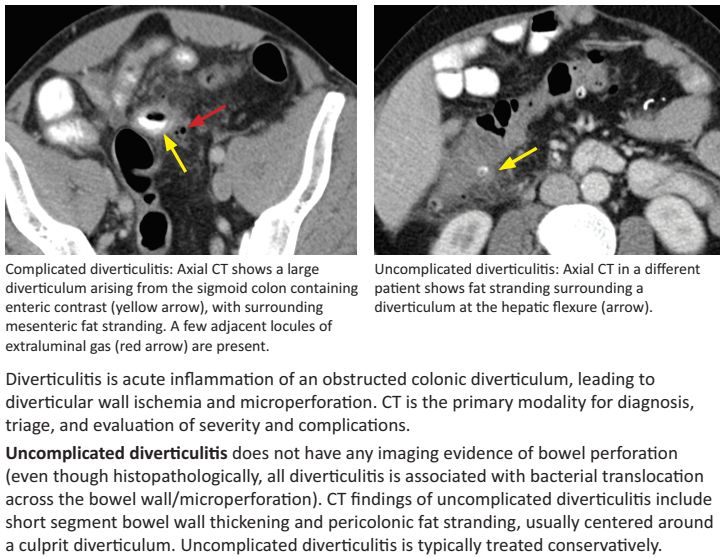 Complicated diverticulitis: Axial CT shows a large
diverticulum arising from the sigmoid colon containing
enteric contrast (yellow arrow), with surrounding
mesenteric fat stranding. A few adjacent locules of
extraluminal gas (red arrow) are present.
Uncomplicated diverticulitis: Axial CT in a different
patient shows fat stranding surrounding a
diverticulum at the hepatic flexure (arrow).
Diverticulitis is acute inflammation of an obstructed colonic diverticulum, leading to
diverticular wall ischemia and microperforation. CT is the primary modality for diagnosis,
triage, and evaluation of severity and complications.
Uncomplicated diverticulitis does not have any imaging evidence of bowel perforation
(even though histopathologically, all diverticulitis is associated with bacterial translocation
across the bowel wall/microperforation). CT findings of uncomplicated diverticulitis include
short segment bowel wall thickening and pericolonic fat stranding, usually centered around
a culprit diverticulum. Uncomplicated diverticulitis is typically treated conservatively.